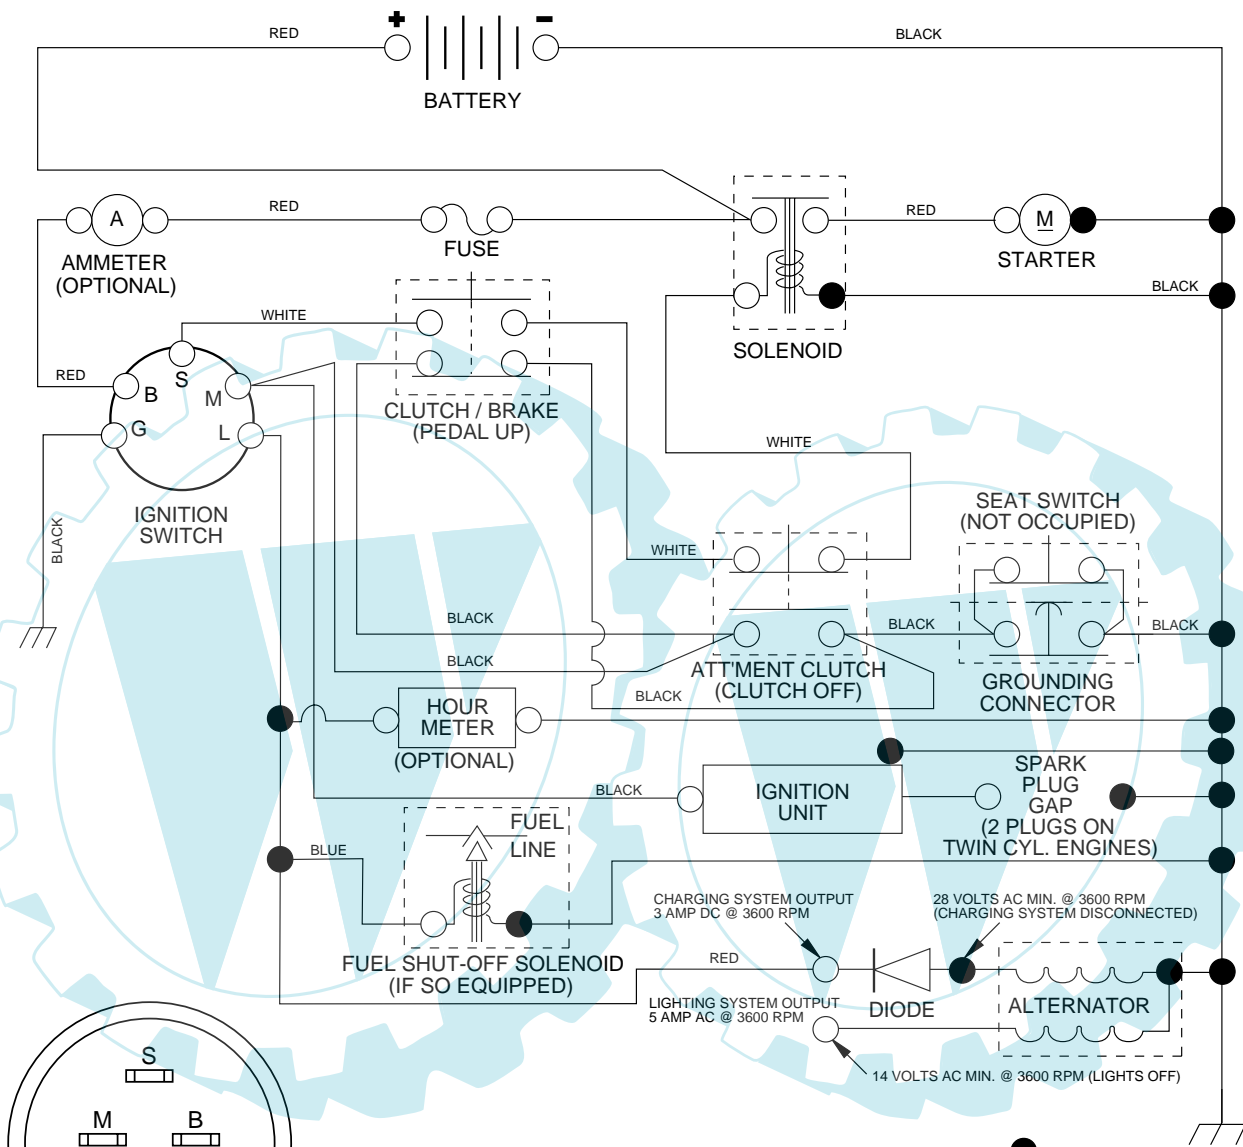 +
−
RED
BLACK
BATTERY
A
RED
RED
M
FUSE
AMMETER
(OPTIONAL)
STARTER
BLACK
WHITE
SOLENOID
RED
S
B
M
G
L
CLUTCH / BRAKE
(PEDAL UP)
WHITE
IGNITION
SWITCH
BLACK
SEAT SWITCH
(NOT OCCUPIED)
WHITE
BLACK
BLACK
BLACK
BLACK
ATT'MENT CLUTCH
(CLUTCH OFF)
GROUNDING
CONNECTOR
BLACK
HOUR
METER
(OPTIONAL)
SPARK
PLUG
GAP
(2 PLUGS ON
TWIN CYL. ENGINES)
BLACK
IGNITION
UNIT
FUEL
LINE
BLUE
CHARGING SYSTEM OUTPUT
3 AMP DC @ 3600 RPM
28 VOLTS AC MIN. @ 3600 RPM
(CHARGING SYSTEM DISCONNECTED)
FUEL SHUT-OFF SOLENOID
(IF SO EQUIPPED)
RED
LIGHTING SYSTEM OUTPUT
5 AMP AC @ 3600 RPM
DIODE
ALTERNATOR
14 VOLTS AC MIN. @ 3600 RPM (LIGHTS OFF)
S
M
B